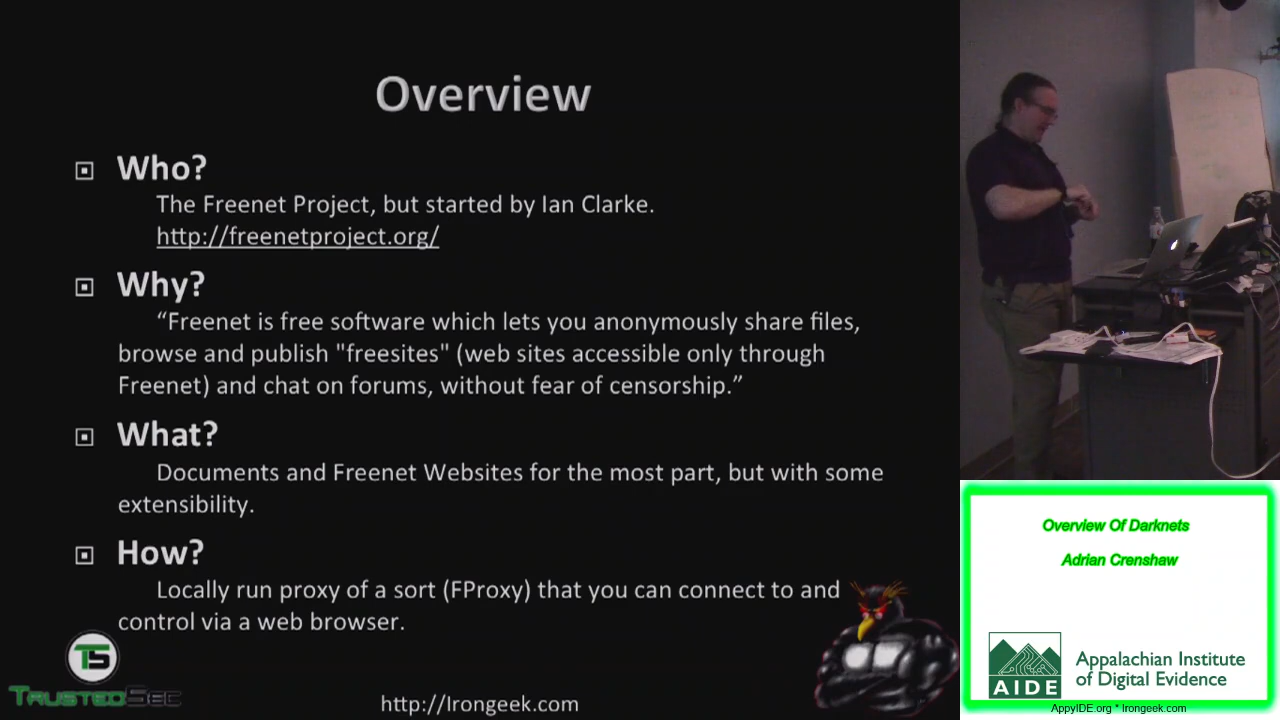 Overview
Who?
The Freenet Project, but started by Ian Clarke.
http://freenetproject.org/
Why?
“Freenet is free software which lets you anonymously share files,
browse and publish "freesites" (web sites accessible only through
Freenet) and chat on forums, without fear of censorship.”
What?
Documents and Freenet Websites for the most part, but with some
extensibility.
How?
Locally run proxy of a sort (FProxy) that you can connect to and
control via a web browser.
TS
TRUSTEDSEC
http://Irongeek.com
Overview Of Darknets
Adrian Crenshaw
AIDE
Appalachian Institute
of Digital Evidence
AppyIDE.org * Irongeek.com